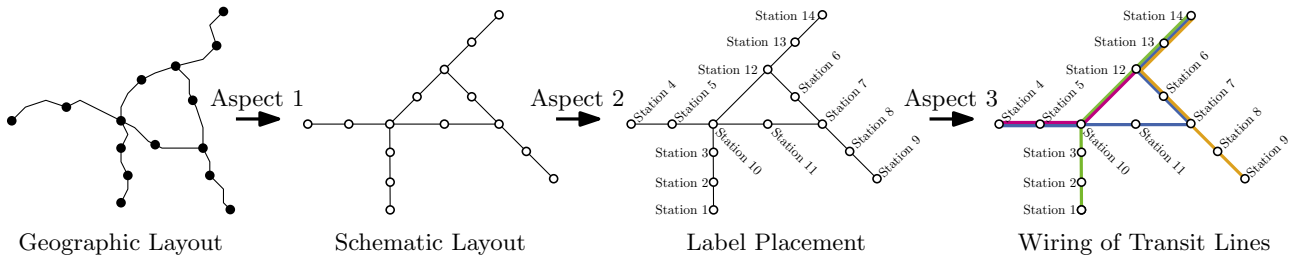 Aspect 1
Aspect 2
Aspect 3
Geographic Layout
Schematic Layout
Station 14
Station 13
Station 12
Station 6
Station 4
Station 5
Station 7
Station 8
Station 9
Station 3
Station 10
Station 11
Station 2
Station 1
Label Placement
Station 14
Station 13
Station 12
Station 6
Station 4
Station 5
Station 7
Station 8
Station 9
Station 3
Station 10
Station 11
Station 2
Station 1
Wiring of Transit Lines